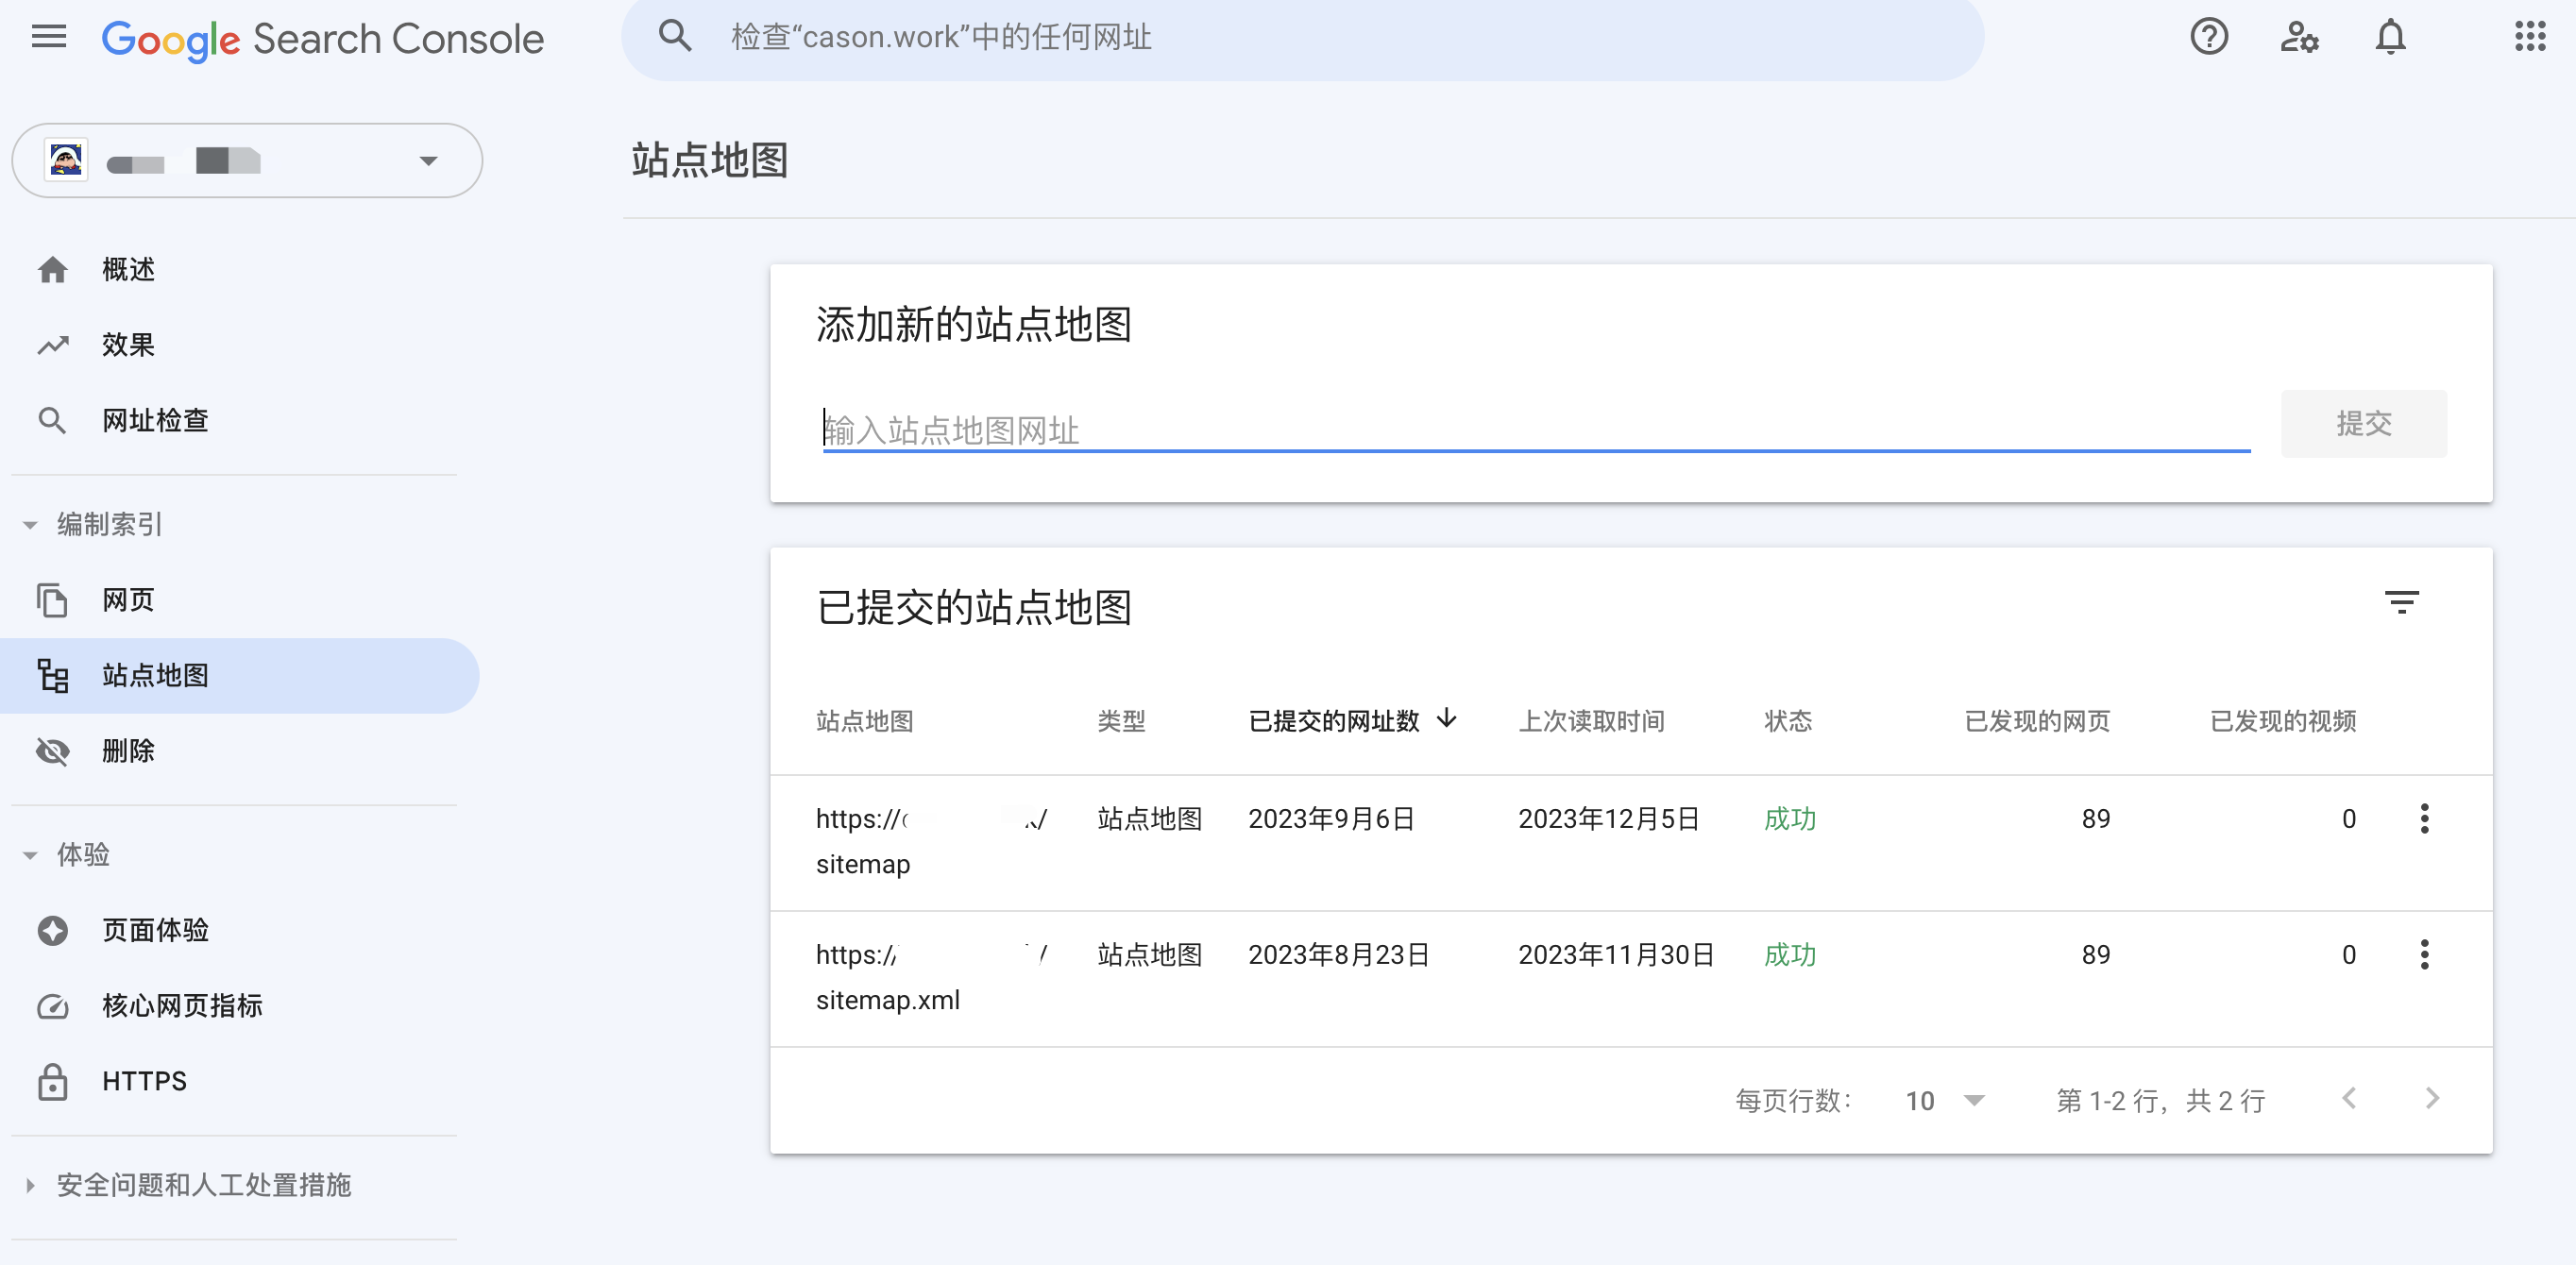 Google Search Console
检查“cason.work”中的任何网址
概述
效果
网址检查
编制索引
网页
站点地图
删除
体验
页面体验
核心网页指标
HTTPS
安全问题和人工处置措施
站点地图
添加新的站点地图
输入站点地图网址
提交
已提交的站点地图
站点地图 类型 已提交的网址数 上次读取时间 状态 已发现的网页 已发现的视频
https:// / 站点地图 2023年9月6日 2023年12月5日 成功 89 0
sitemap
https:// / 站点地图 2023年8月23日 2023年11月30日 成功 89 0
sitemap.xml
每页行数： 10 第 1-2 行，共 2 行